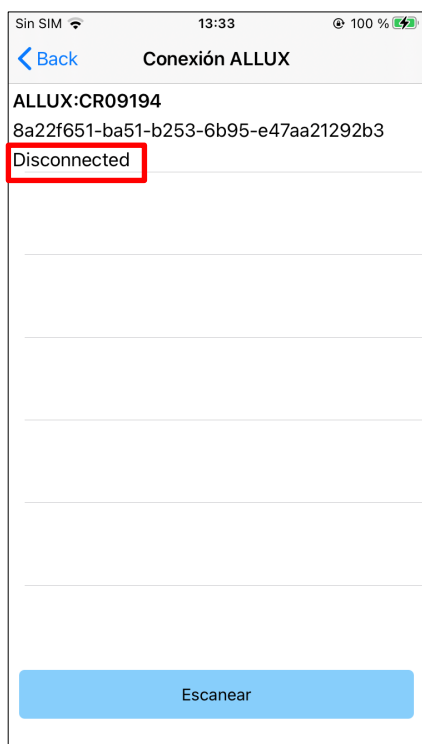 Sin SIM 13:33 100 %
Back Conexión ALLUX
ALLUX:CR09194
8a22f651-ba51-b253-6b95-e47aa21292b3
Disconnected
Escanear